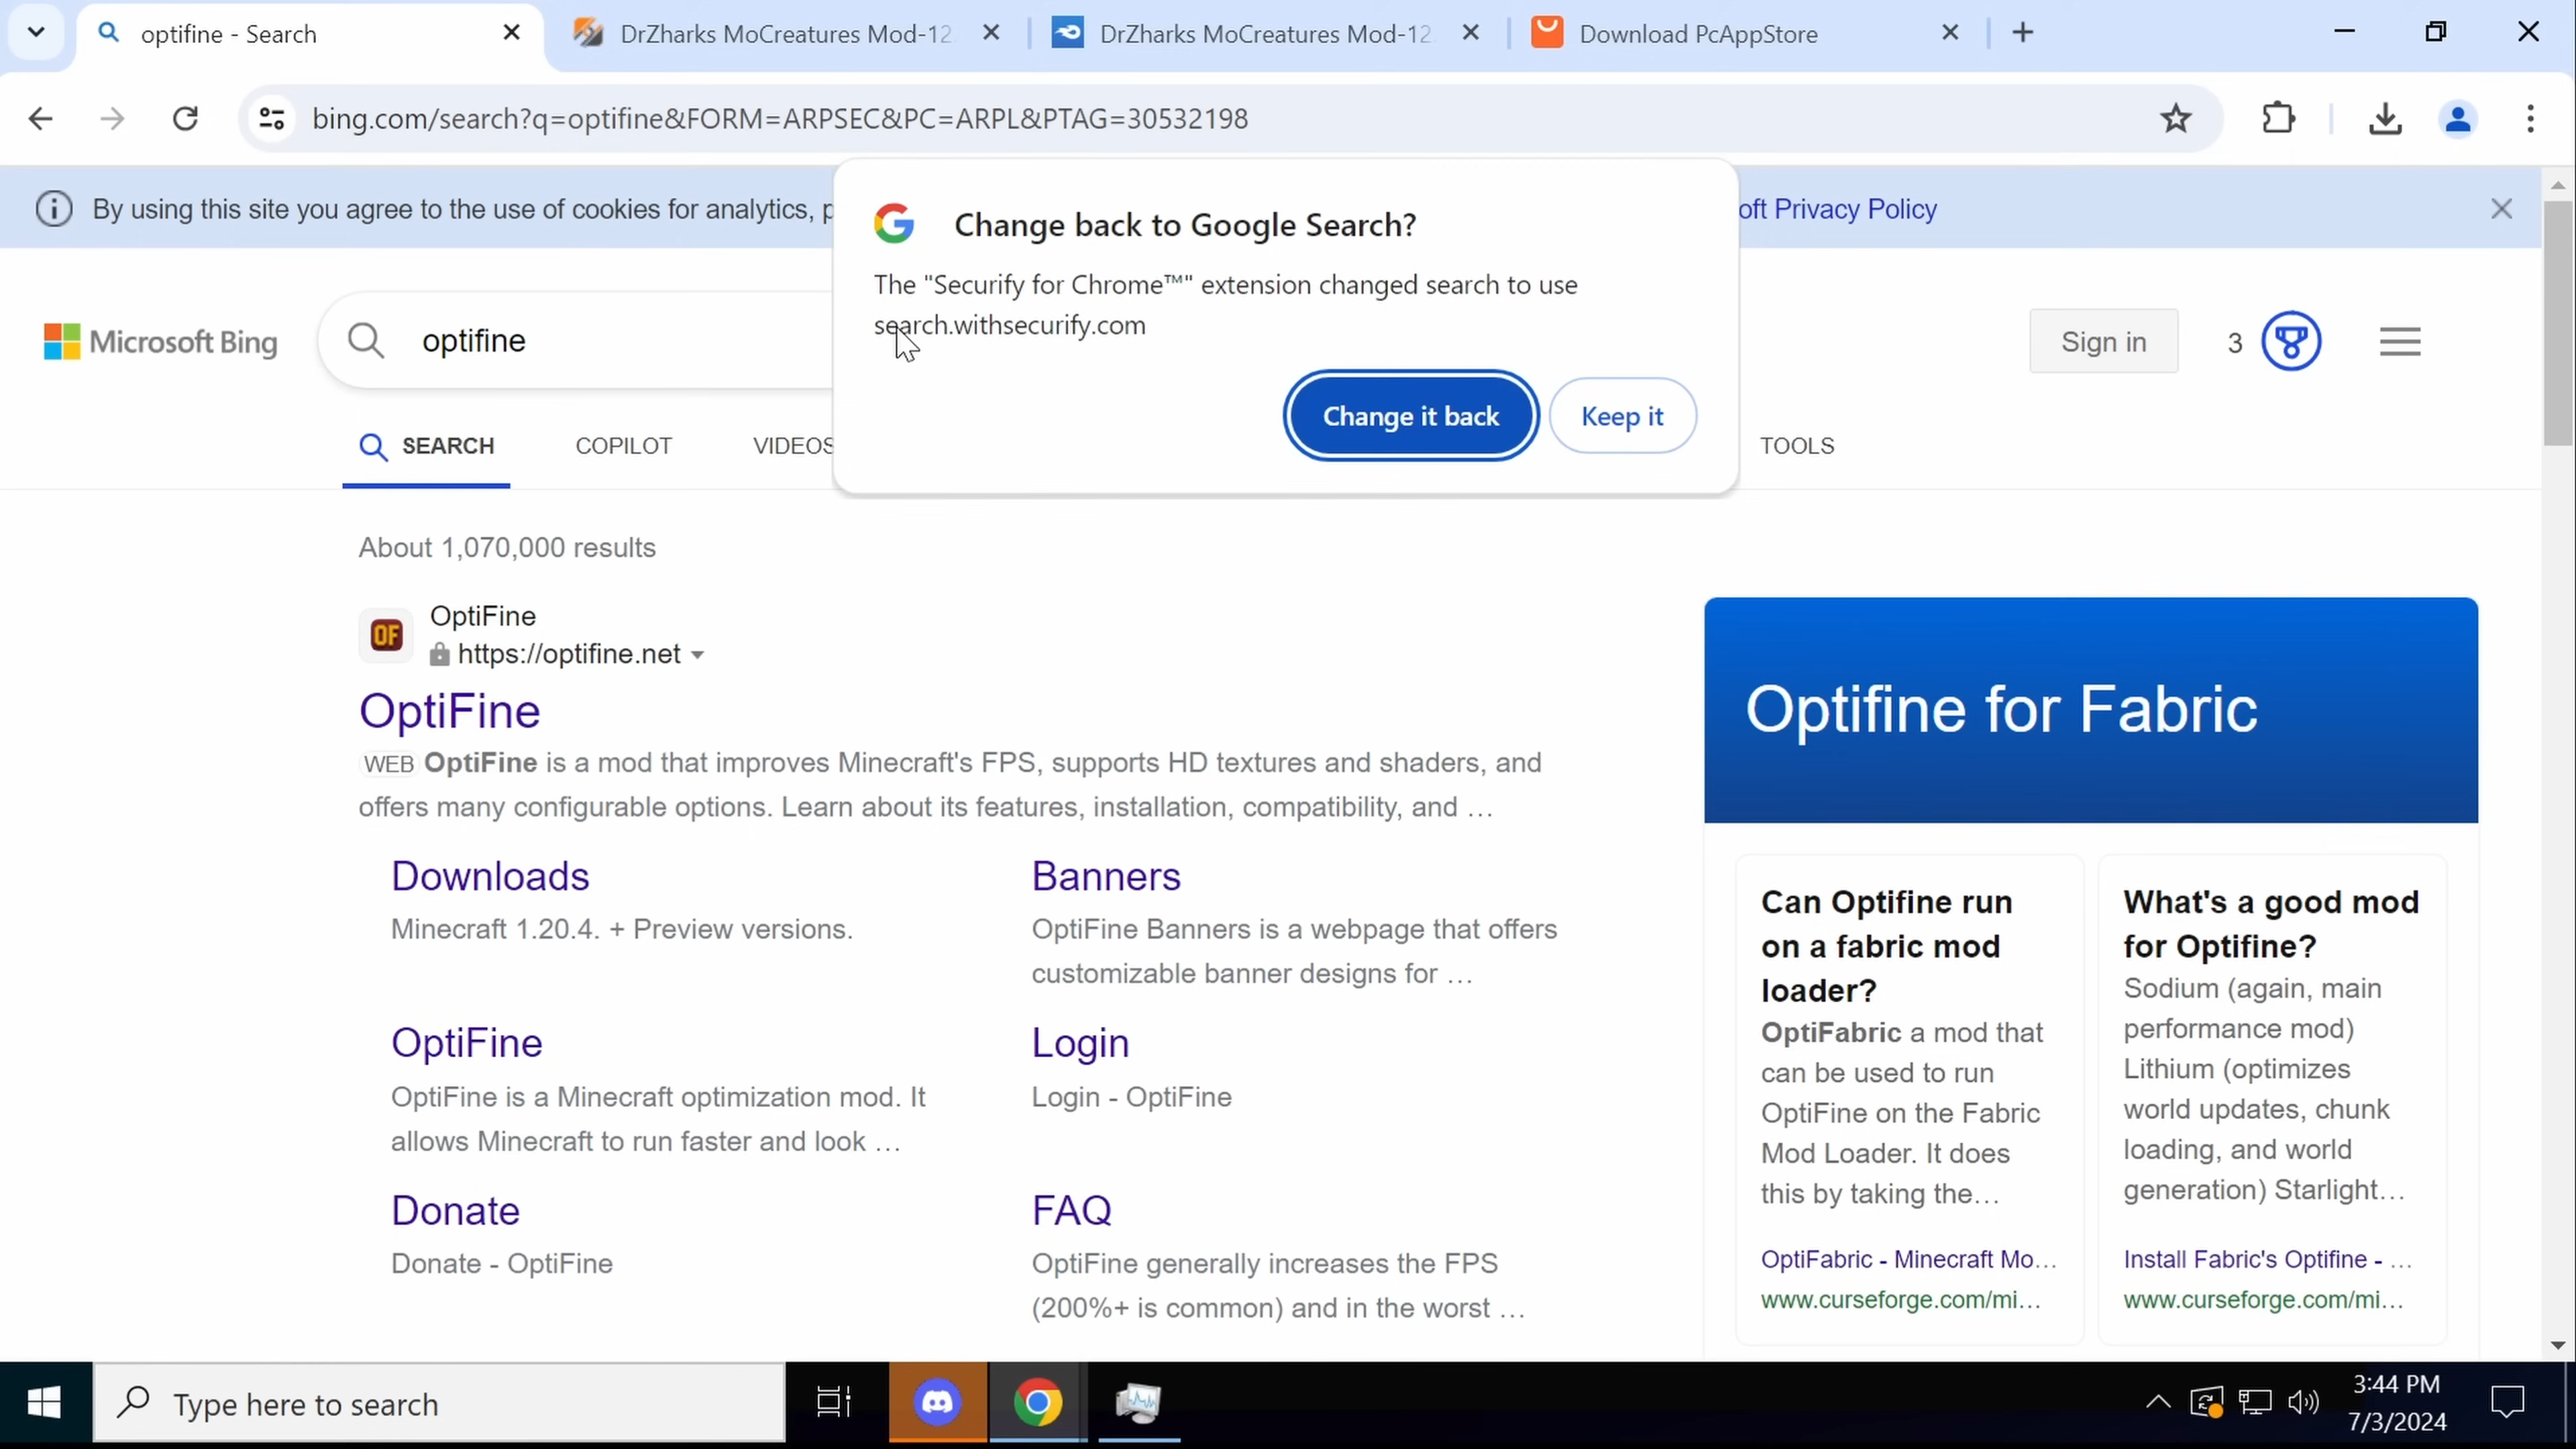 optifine - Search
DrZharks MoCreatures Mod-12
DrZharks MoCreatures Mod-12
Download PcAppStore
bing.com/search?q=optifine&FORM=ARPSEC&PC=ARPL&PTAG=30532198
By using this site you agree to the use of cookies for analytics, p
oft Privacy Policy
Change back to Google Search?
The "Securify for Chrome™" extension changed search to use
search.withsecurify.com
Change it back
Keep it
Microsoft Bing
optifine
Sign in
3
SEARCH
COPILOT
VIDEOS
TOOLS
About 1,070,000 results
OF
OptiFine
https://optifine.net
OptiFine
WEB OptiFine is a mod that improves Minecraft's FPS, supports HD textures and shaders, and
offers many configurable options. Learn about its features, installation, compatibility, and …
Downloads
Minecraft 1.20.4. + Preview versions.
Banners
OptiFine Banners is a webpage that offers
customizable banner designs for …
OptiFine
OptiFine is a Minecraft optimization mod. It
allows Minecraft to run faster and look …
Login
Login - OptiFine
Donate
Donate - OptiFine
FAQ
OptiFine generally increases the FPS
(200%+ is common) and in the worst …
Optifine for Fabric
Can Optifine run
on a fabric mod
loader?
OptiFabric a mod that
can be used to run
OptiFine on the Fabric
Mod Loader. It does
this by taking the…
OptiFabric - Minecraft Mo…
www.curseforge.com/mi…
What's a good mod
for Optifine?
Sodium (again, main
performance mod)
Lithium (optimizes
world updates, chunk
loading, and world
generation) Starlight…
Install Fabric's Optifine - …
www.curseforge.com/mi…
Type here to search
3:44 PM
7/3/2024